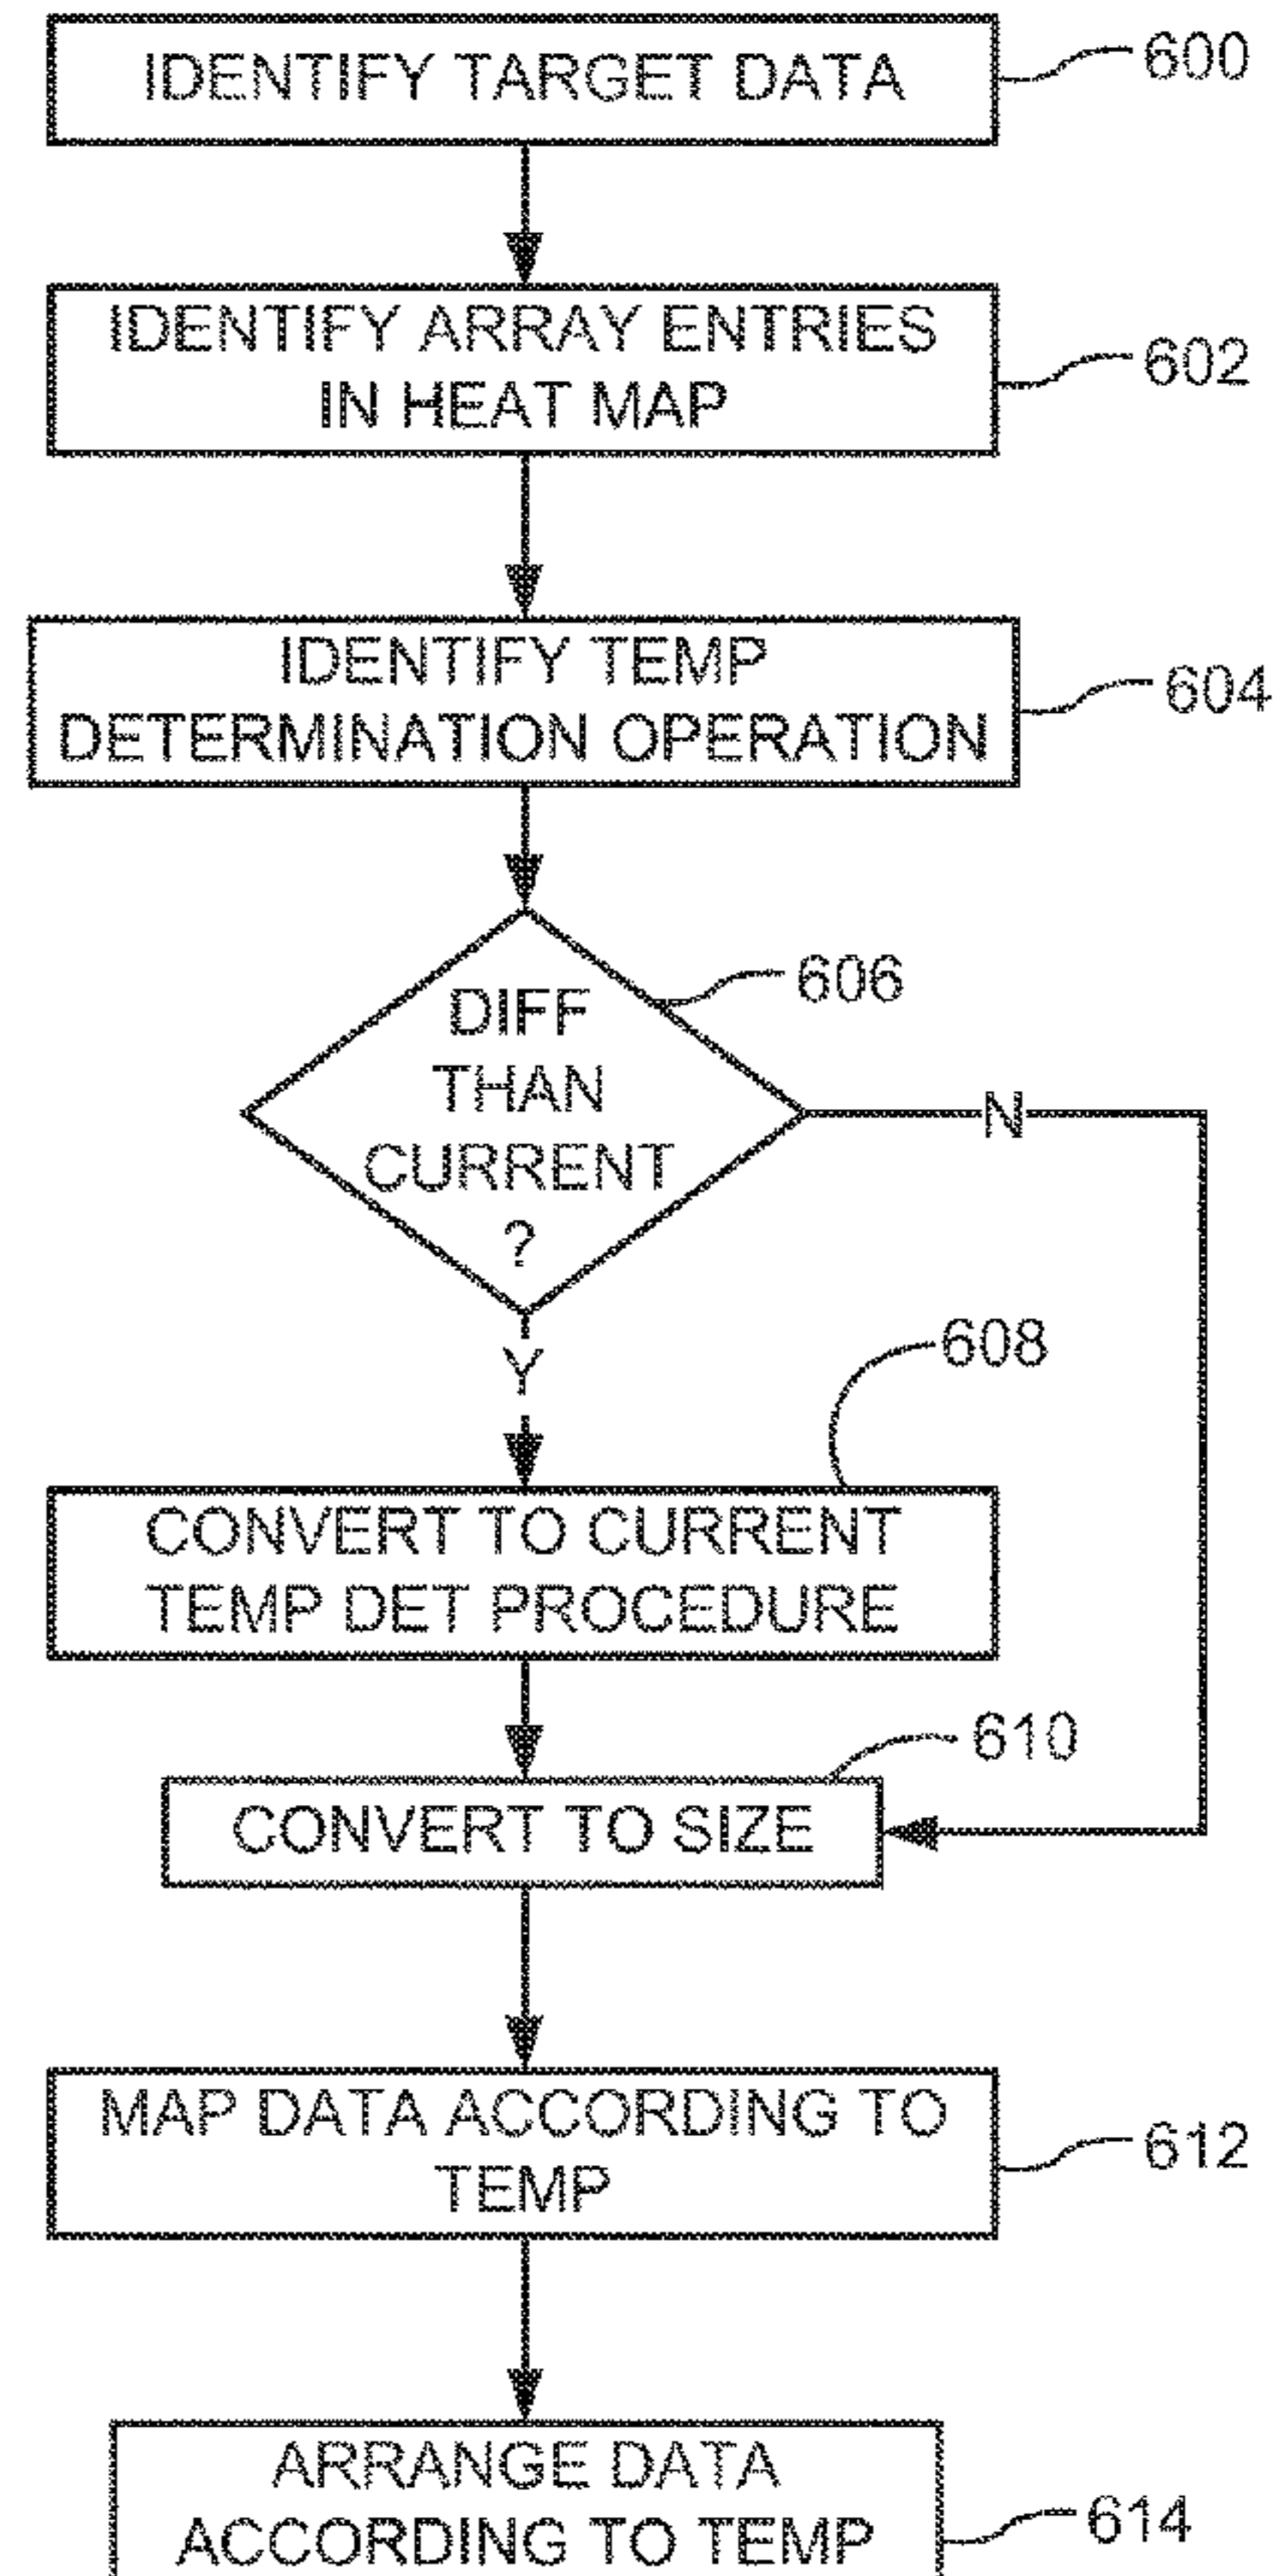 IDENTIFY TARGET DATA
600
IDENTIFY ARRAY ENTRIES
IN HEAT MAP
602
IDENTIFY TEMP
DETERMINATION OPERATION
604
606
DIFF
THAN
CURRENT
?
N
Y
608
CONVERT TO CURRENT
TEMP DET PROCEDURE
610
CONVERT TO SIZE
MAP DATA ACCORDING TO
TEMP
612
ARRANGE DATA
ACCORDING TO TEMP
614